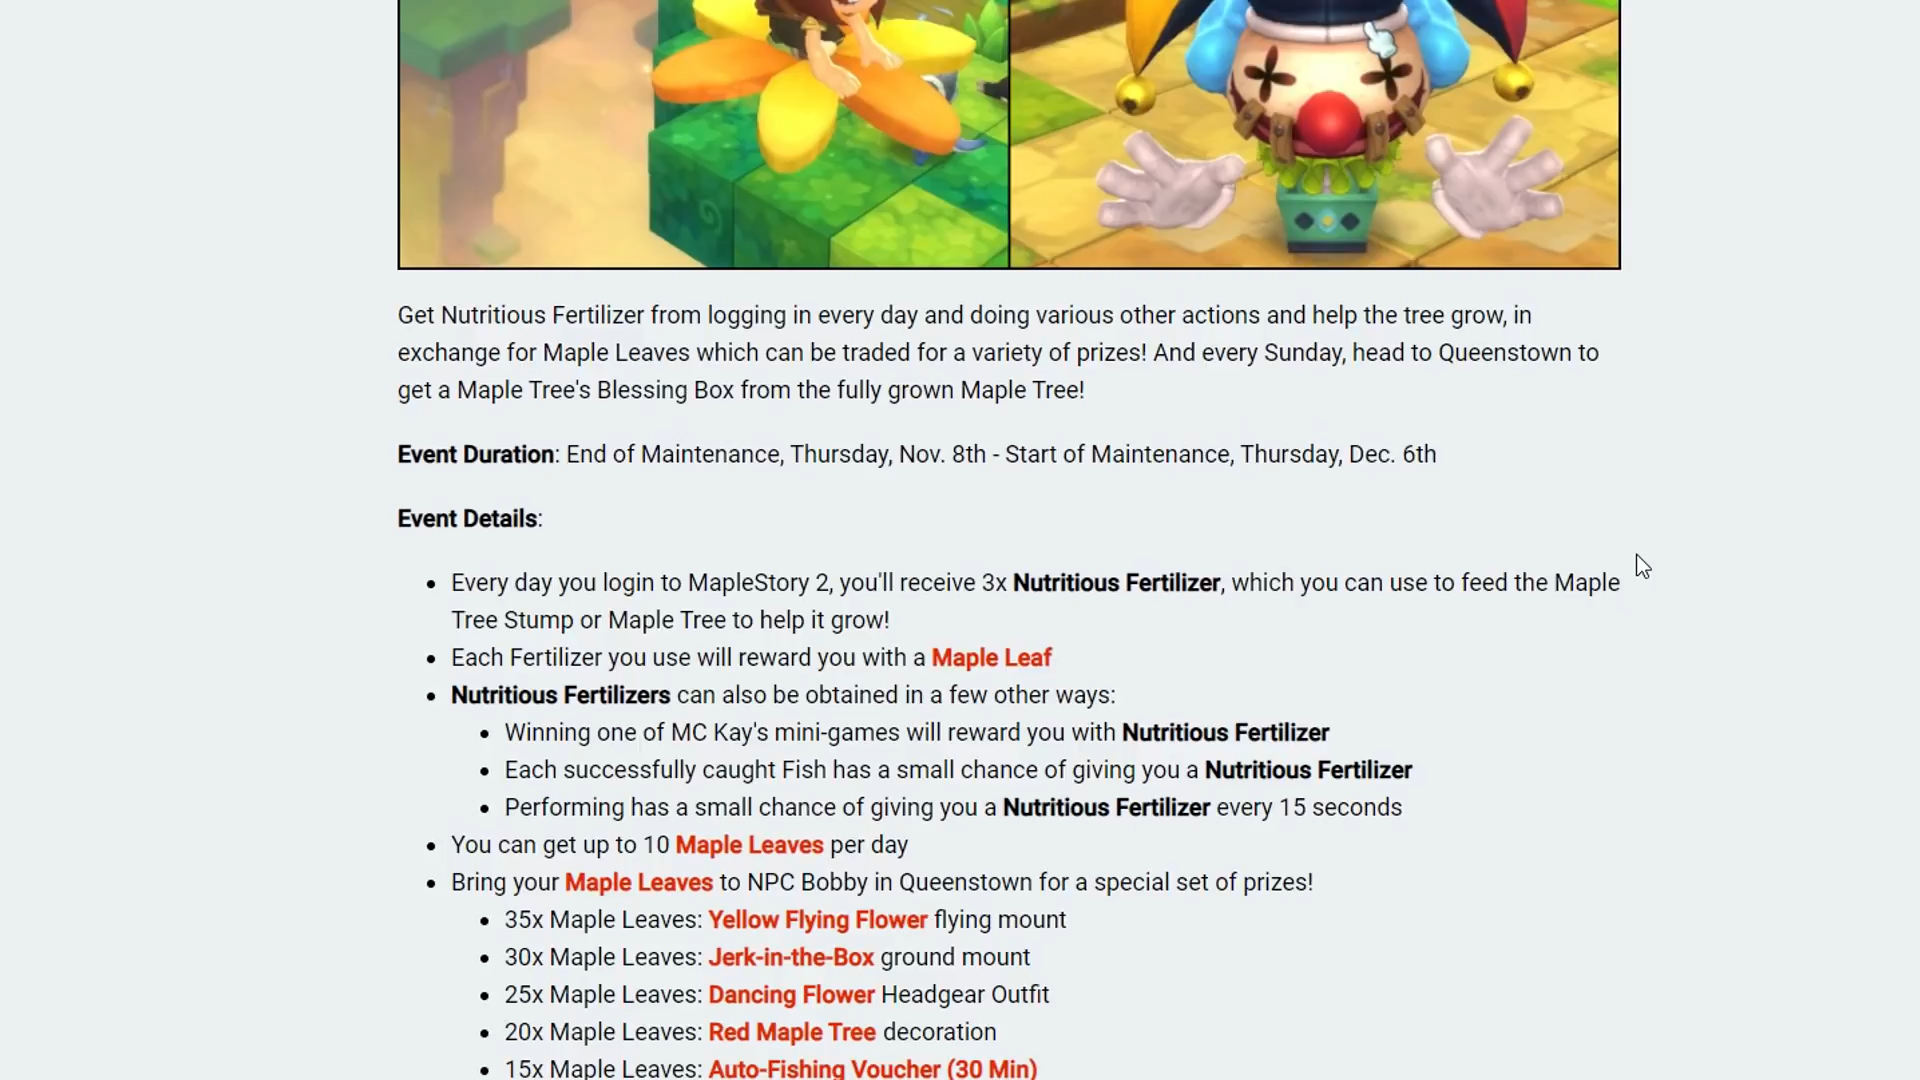 Get Nutritious Fertilizer from logging in every day and doing various other actions and help the tree grow, in
exchange for Maple Leaves which can be traded for a variety of prizes! And every Sunday, head to Queenstown to
get a Maple Tree's Blessing Box from the fully grown Maple Tree!
Event Duration: End of Maintenance, Thursday, Nov. 8th - Start of Maintenance, Thursday, Dec. 6th
Event Details:
• Every day you login to MapleStory 2, you'll receive 3x Nutritious Fertilizer, which you can use to feed the Maple
Tree Stump or Maple Tree to help it grow!
• Each Fertilizer you use will reward you with a Maple Leaf
• Nutritious Fertilizers can also be obtained in a few other ways:
• Winning one of MC Kay's mini-games will reward you with Nutritious Fertilizer
• Each successfully caught Fish has a small chance of giving you a Nutritious Fertilizer
• Performing has a small chance of giving you a Nutritious Fertilizer every 15 seconds
• You can get up to 10 Maple Leaves per day
• Bring your Maple Leaves to NPC Bobby in Queenstown for a special set of prizes!
• 35x Maple Leaves: Yellow Flying Flower flying mount
• 30x Maple Leaves: Jerk-in-the-Box ground mount
• 25x Maple Leaves: Dancing Flower Headgear Outfit
• 20x Maple Leaves: Red Maple Tree decoration
• 15x Maple Leaves: Auto-Fishing Voucher (30 Min)